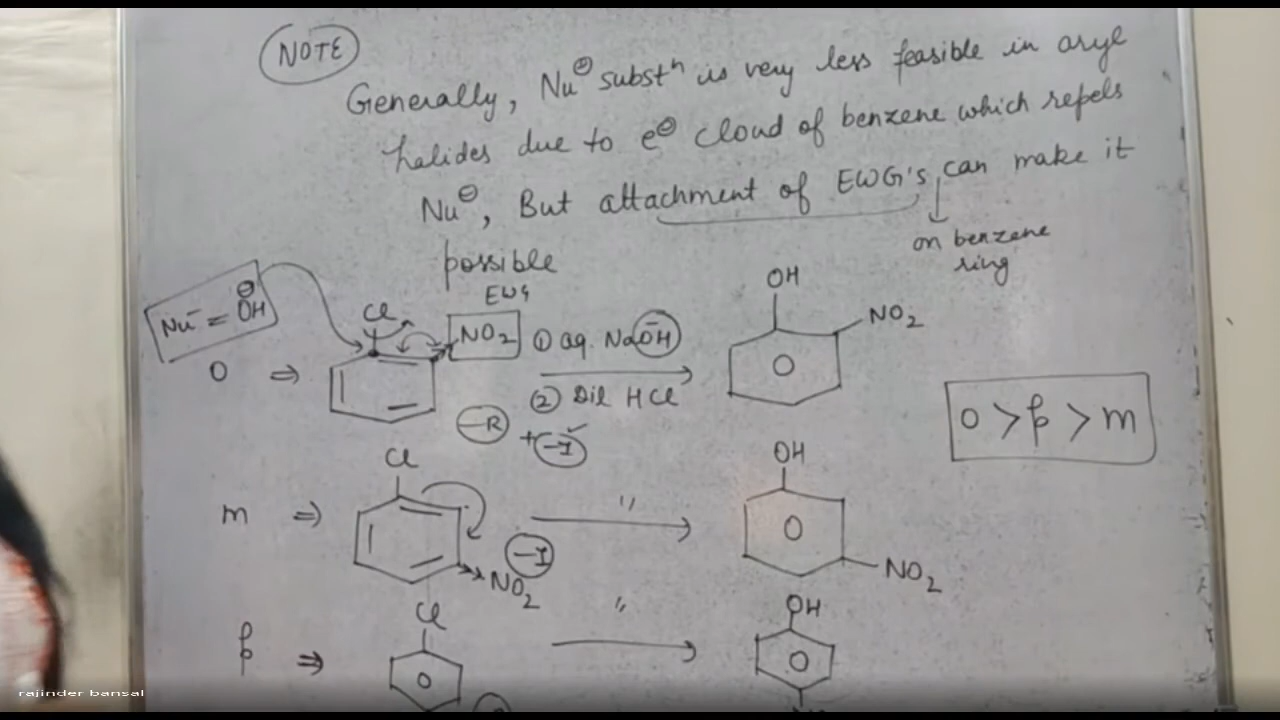 NOTE
Generally, Nu⊖ substⁿ is very less feasible in aryl
halides due to e⊖ cloud of benzene which repels
Nu⊖, But attachment of EWG's can make it
possible
on benzene
ring
Nu⁻ = ⊖OH
Cl
EWG
NO2
① aq. NaOH⁻
② Dil HCl
O ⇒
-R
+ -I
OH
NO2
O > p > m
m ⇒
Cl
-I
NO2
''
OH
NO2
p ⇒
Cl
''
OH
rajinder bansal